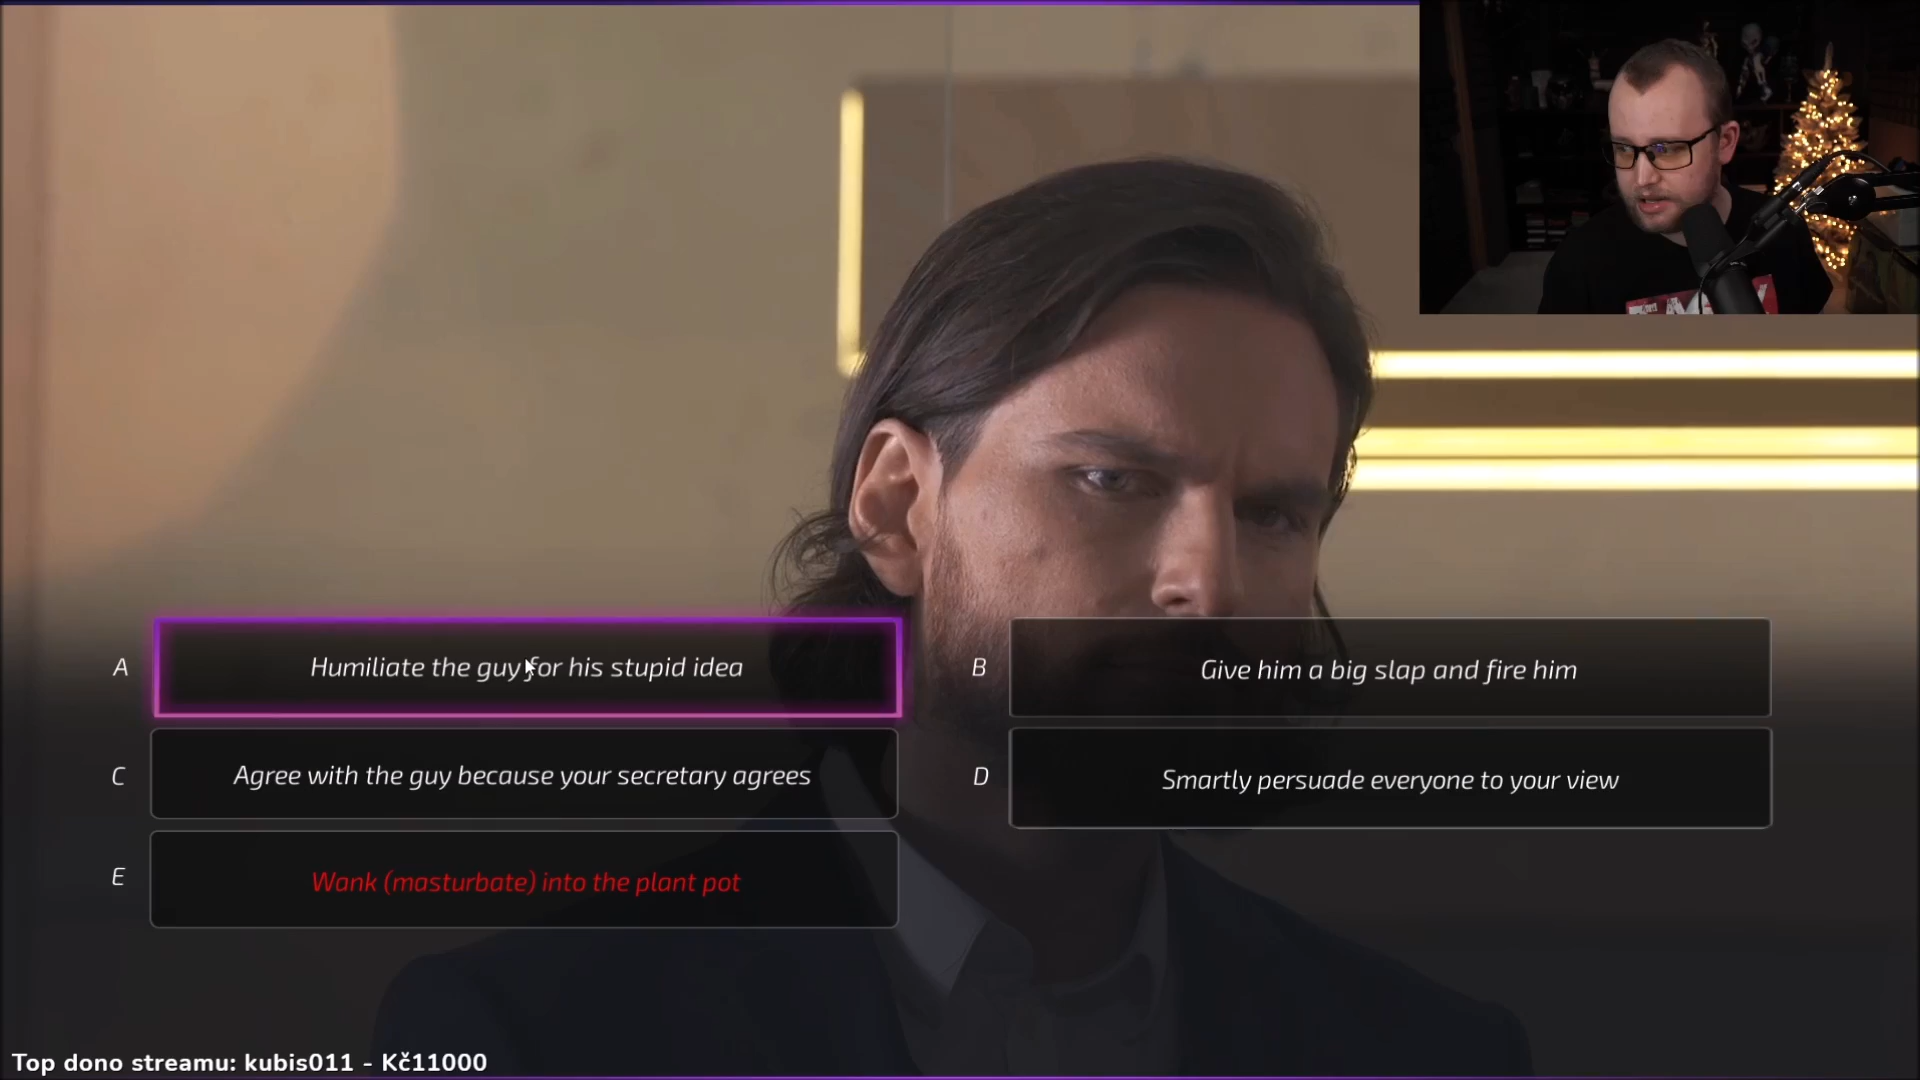 A Humiliate the guy for his stupid idea
B Give him a big slap and fire him
C Agree with the guy because your secretary agrees
D Smartly persuade everyone to your view
E Wank (masturbate) into the plant pot
Top dono streamu: kubis011 - Kč11000